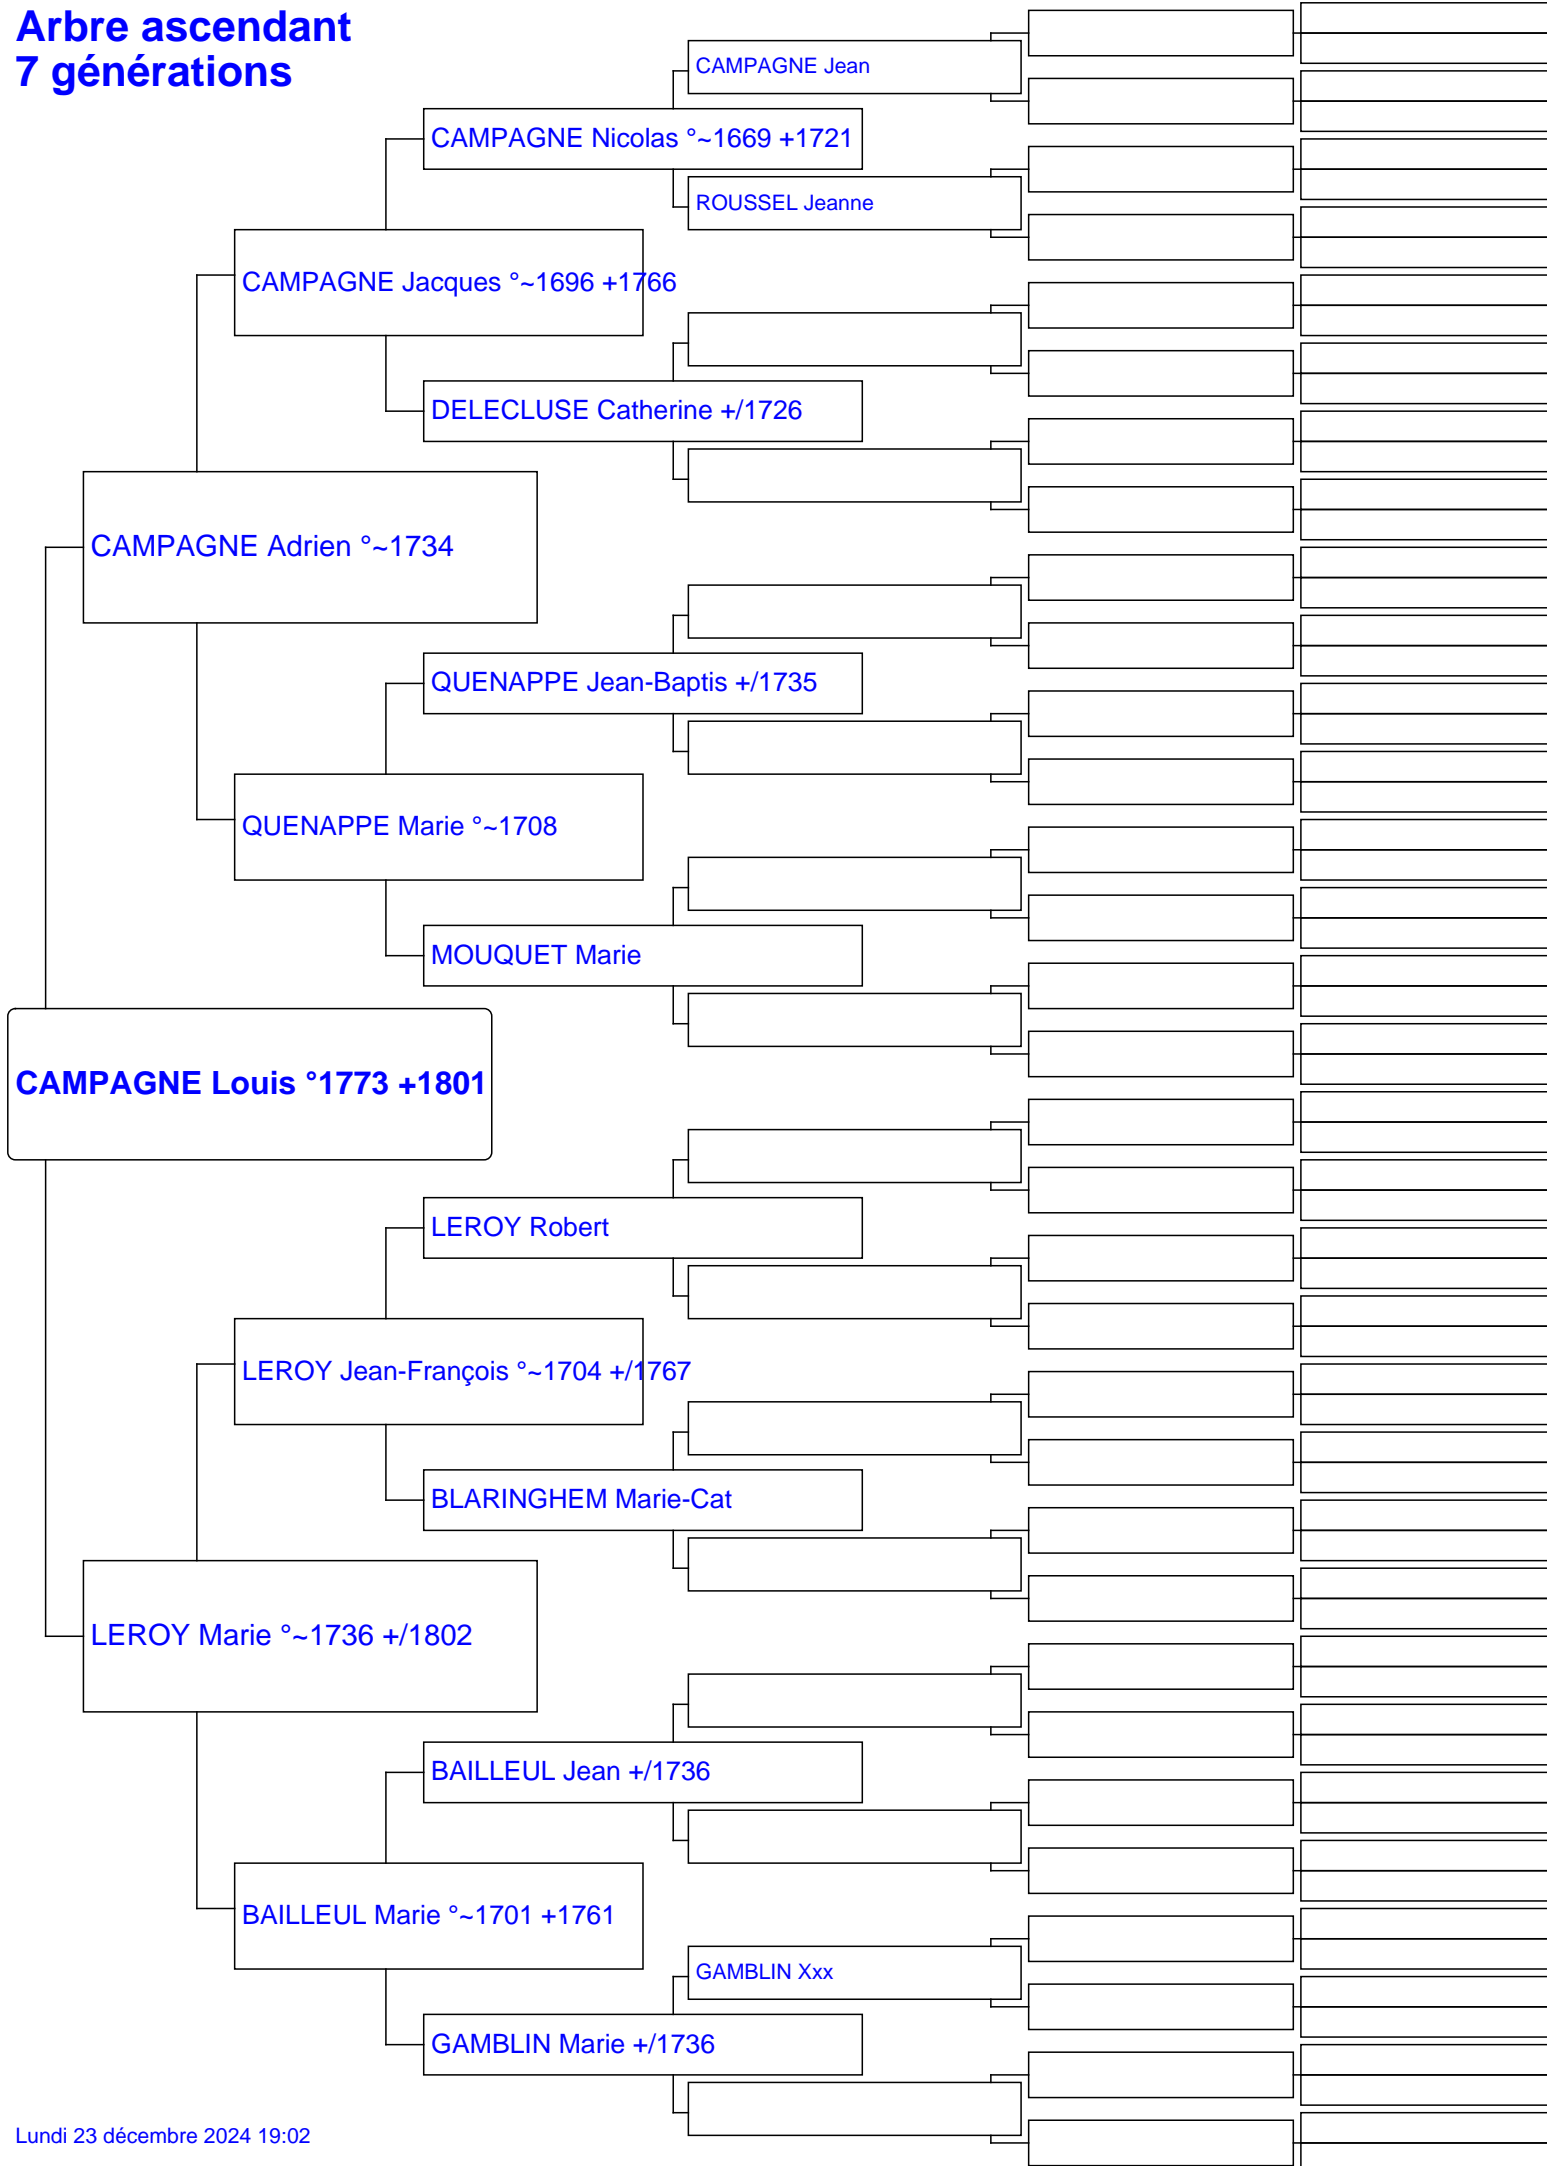 Arbre ascendant
7 générations
CAMPAGNE Jean
CAMPAGNE Nicolas °~1669 +1721
ROUSSEL Jeanne
CAMPAGNE Jacques °~1696 +1766
DELECLUSE Catherine +/1726
CAMPAGNE Adrien °~1734
QUENAPPE Jean-Baptis +/1735
QUENAPPE Marie °~1708
MOUQUET Marie
CAMPAGNE Louis °1773 +1801
LEROY Robert
LEROY Jean-François °~1704 +/1767
BLARINGHEM Marie-Cat
LEROY Marie °~1736 +/1802
BAILLEUL Jean +/1736
BAILLEUL Marie °~1701 +1761
GAMBLIN Xxx
GAMBLIN Marie +/1736
Lundi 23 décembre 2024 19:02